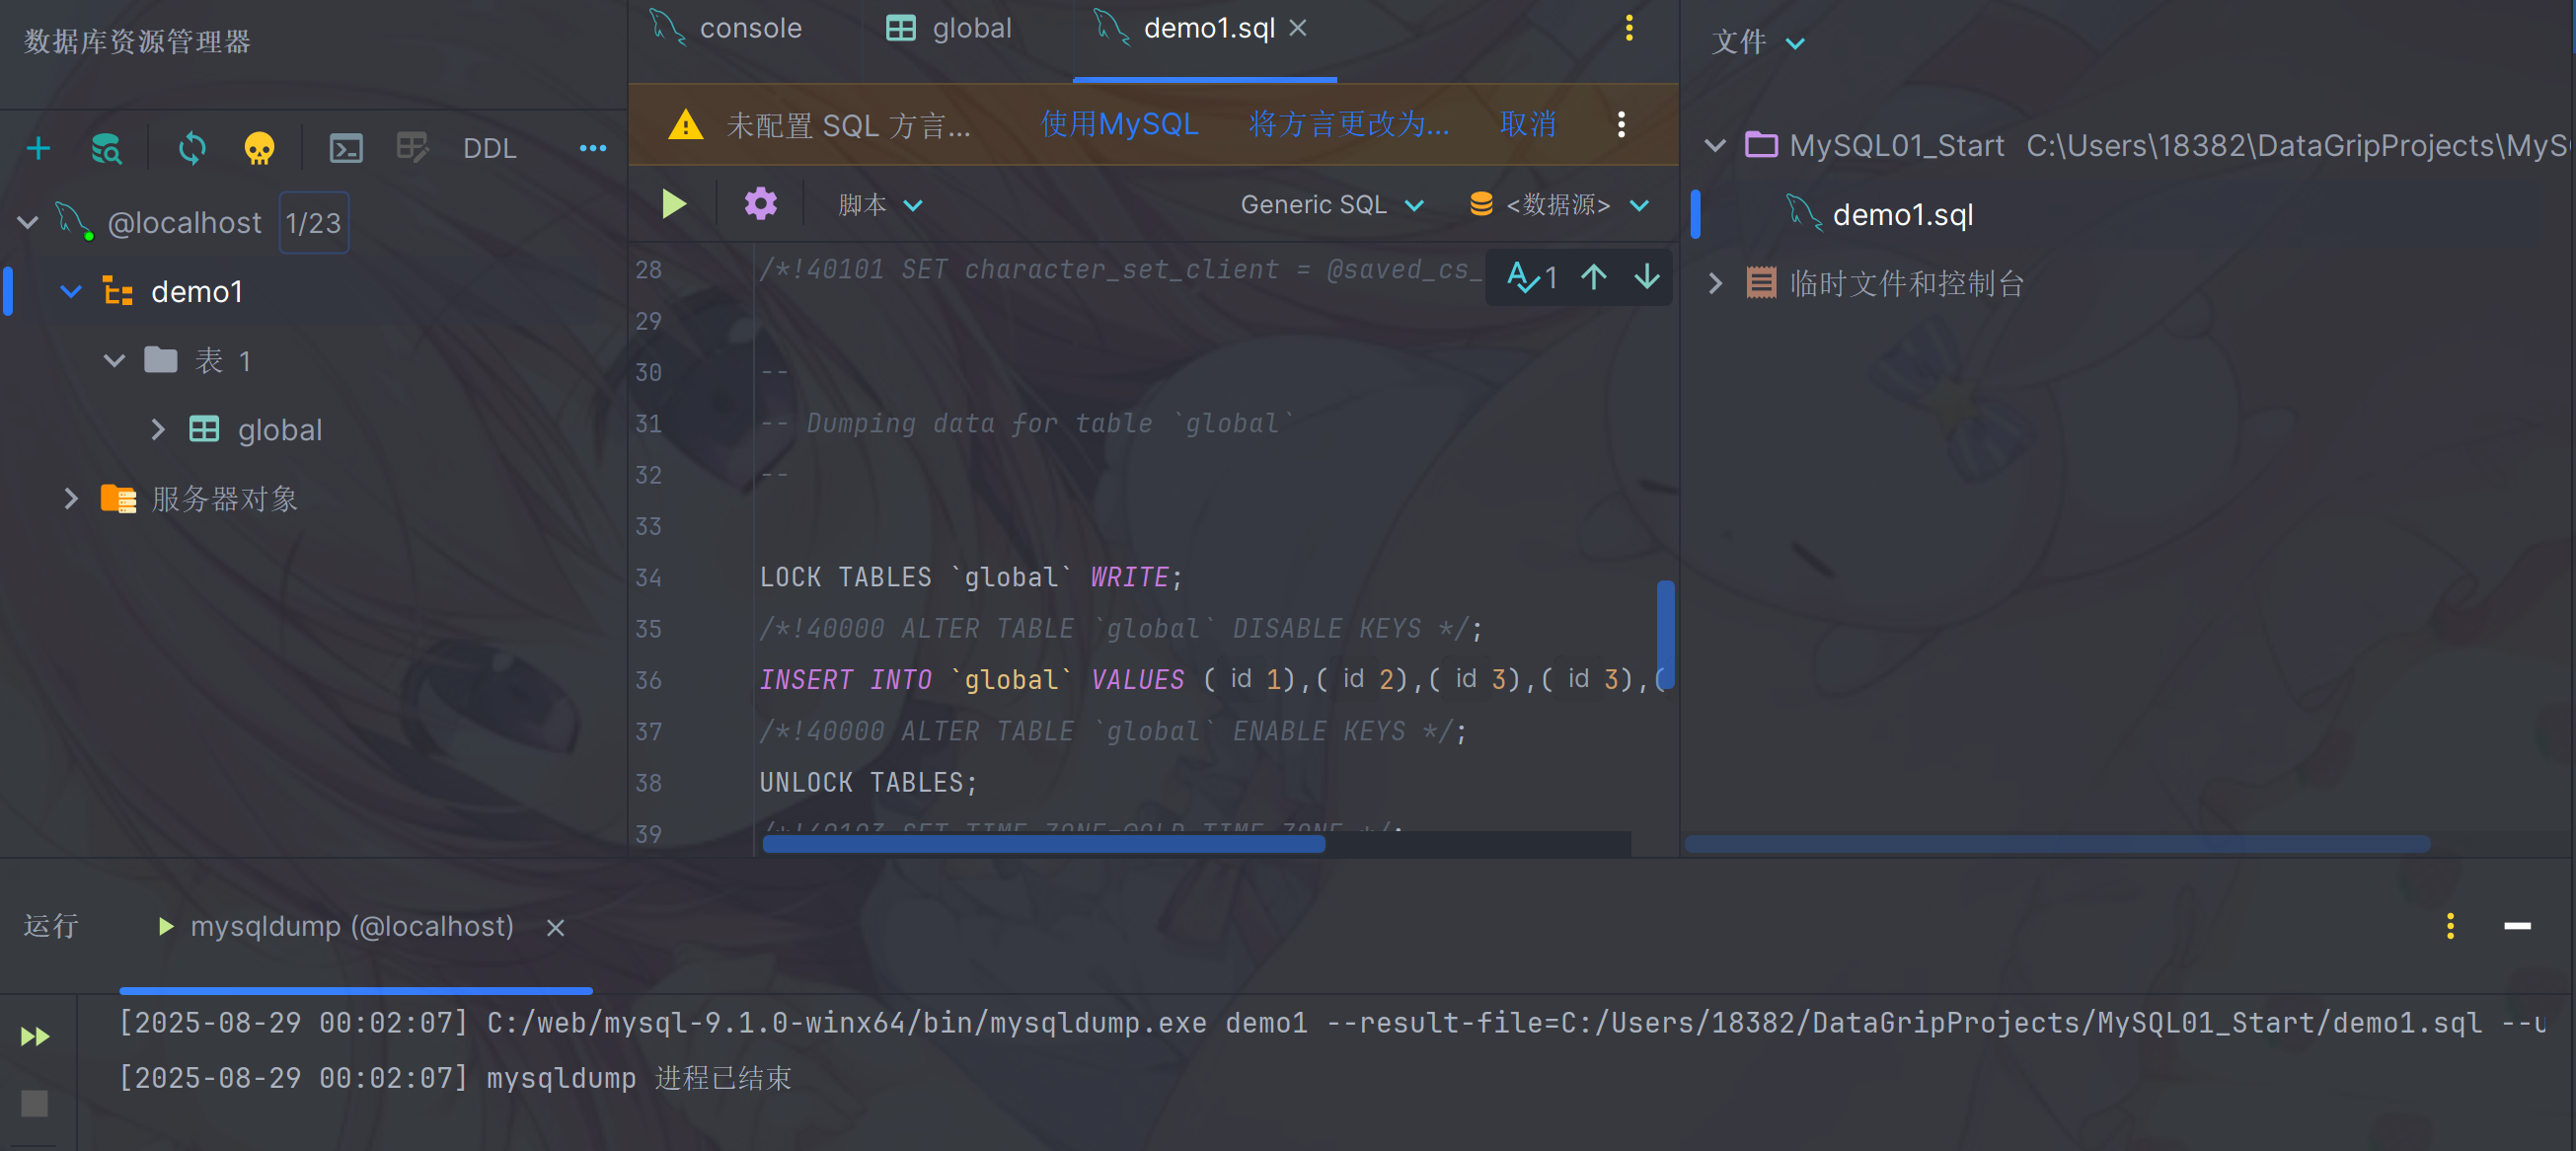 数据库资源管理器
DDL
@localhost 1/23
demo1
表 1
global
服务器对象
console global demo1.sql
未配置 SQL 方言... 使用MySQL 将方言更改为... 取消
脚本 Generic SQL <数据源>
1
28 /*!40101 SET character_set_client = @saved_cs_
29
30 --
31 -- Dumping data for table `global`
32 --
33
34 LOCK TABLES `global` WRITE;
35 /*!40000 ALTER TABLE `global` DISABLE KEYS */;
36 INSERT INTO `global` VALUES ( id 1),( id 2),( id 3),( id 3),(
37 /*!40000 ALTER TABLE `global` ENABLE KEYS */;
38 UNLOCK TABLES;
39 /*!40103 SET TIME_ZONE=@OLD_TIME_ZONE */;
文件
MySQL01_Start C:\Users\18382\DataGripProjects\MyS
demo1.sql
临时文件和控制台
运行 mysqldump (@localhost)
[2025-08-29 00:02:07] C:/web/mysql-9.1.0-winx64/bin/mysqldump.exe demo1 --result-file=C:/Users/18382/DataGripProjects/MySQL01_Start/demo1.sql --u
[2025-08-29 00:02:07] mysqldump 进程已结束